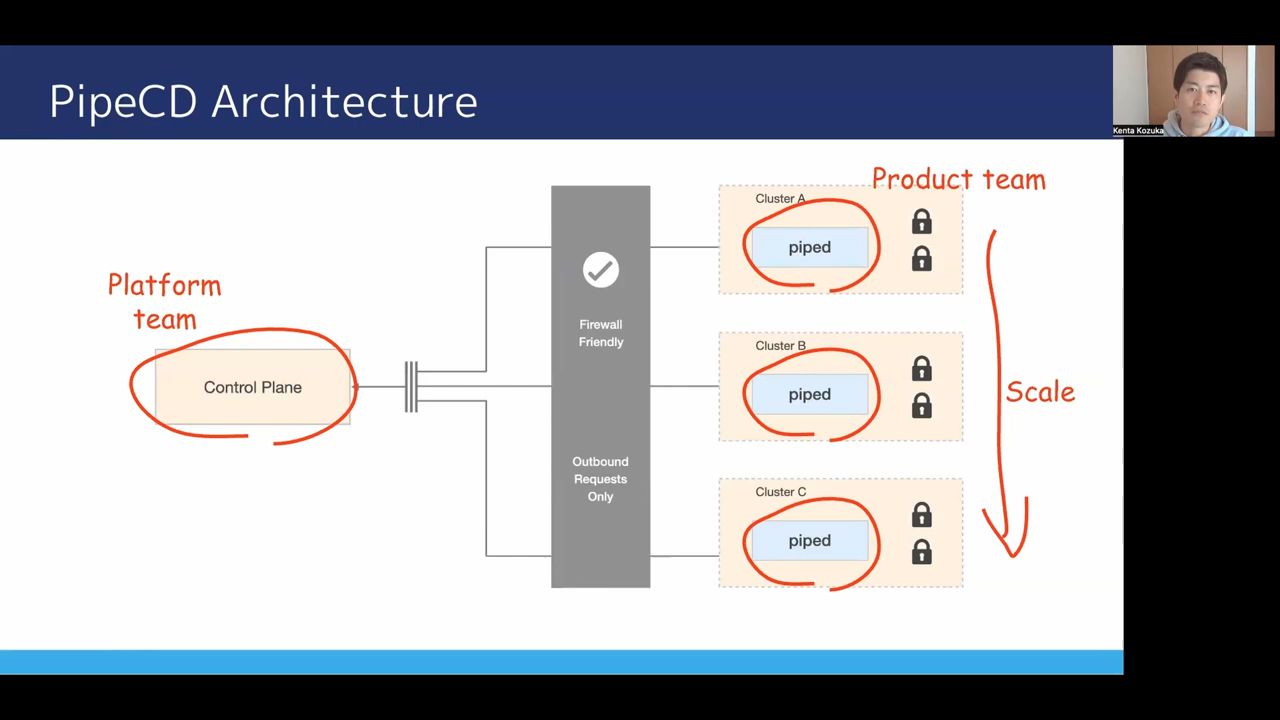 PipeCD Architecture
Kenta Kozuka
Product team
Cluster A
piped
Platform
team
Control Plane
Firewall
Friendly
Outbound
Requests
Only
Cluster B
piped
Scale
Cluster C
piped